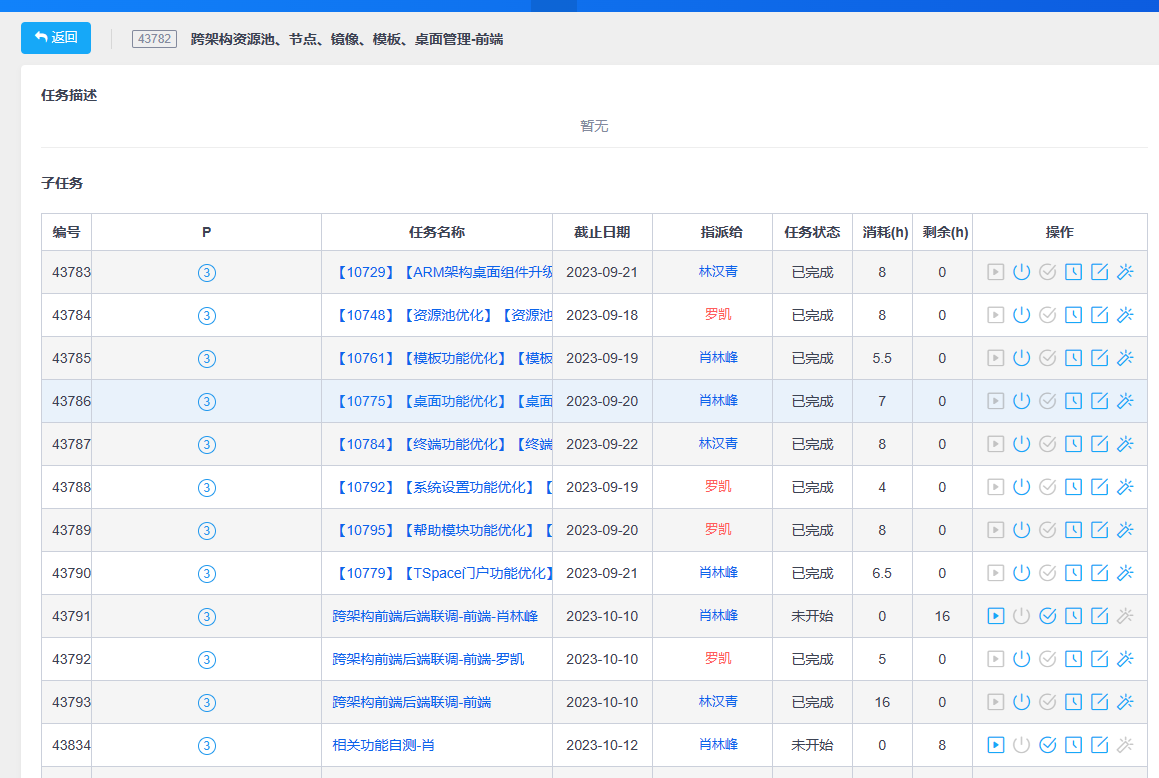 返回 43782 跨架构资源池、节点、镜像、模板、桌面管理-前端
任务描述
暂无
子任务
编号 P 任务名称 截止日期 指派给 任务状态 消耗(h) 剩余(h) 操作
43783 3 【10729】【ARM架构桌面组件升级 2023-09-21 林汉青 已完成 8 0
43784 3 【10748】【资源池优化】【资源池 2023-09-18 罗凯 已完成 8 0
43785 3 【10761】【模板功能优化】【模板 2023-09-19 肖林峰 已完成 5.5 0
43786 3 【10775】【桌面功能优化】【桌面 2023-09-20 肖林峰 已完成 7 0
43787 3 【10784】【终端功能优化】【终端 2023-09-22 林汉青 已完成 8 0
43788 3 【10792】【系统设置功能优化】【 2023-09-19 罗凯 已完成 4 0
43789 3 【10795】【帮助模块功能优化】【 2023-09-20 罗凯 已完成 8 0
43790 3 【10779】【TSpace门户功能优化】 2023-09-21 肖林峰 已完成 6.5 0
43791 3 跨架构前端后端联调-前端-肖林峰 2023-10-10 肖林峰 未开始 0 16
43792 3 跨架构前端后端联调-前端-罗凯 2023-10-10 罗凯 已完成 5 0
43793 3 跨架构前端后端联调-前端 2023-10-10 林汉青 已完成 16 0
43834 3 相关功能自测-肖 2023-10-12 肖林峰 未开始 0 8